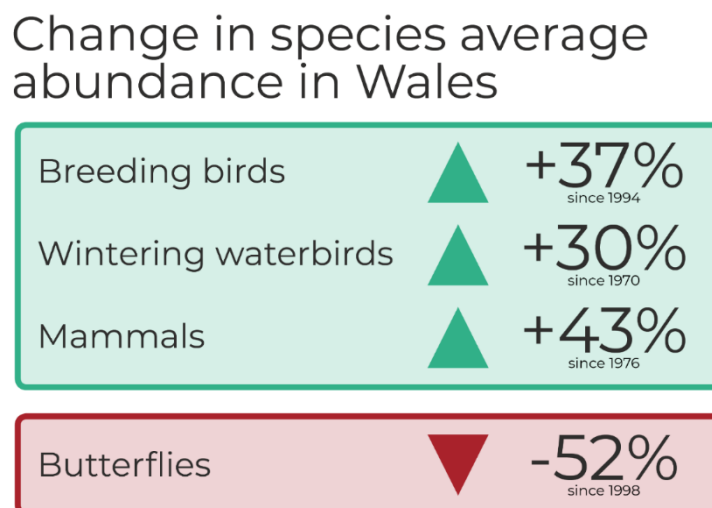 Change in species average
abundance in Wales
Breeding birds +37%
since 1994
Wintering waterbirds +30%
since 1970
Mammals +43%
since 1976
Butterflies -52%
since 1998